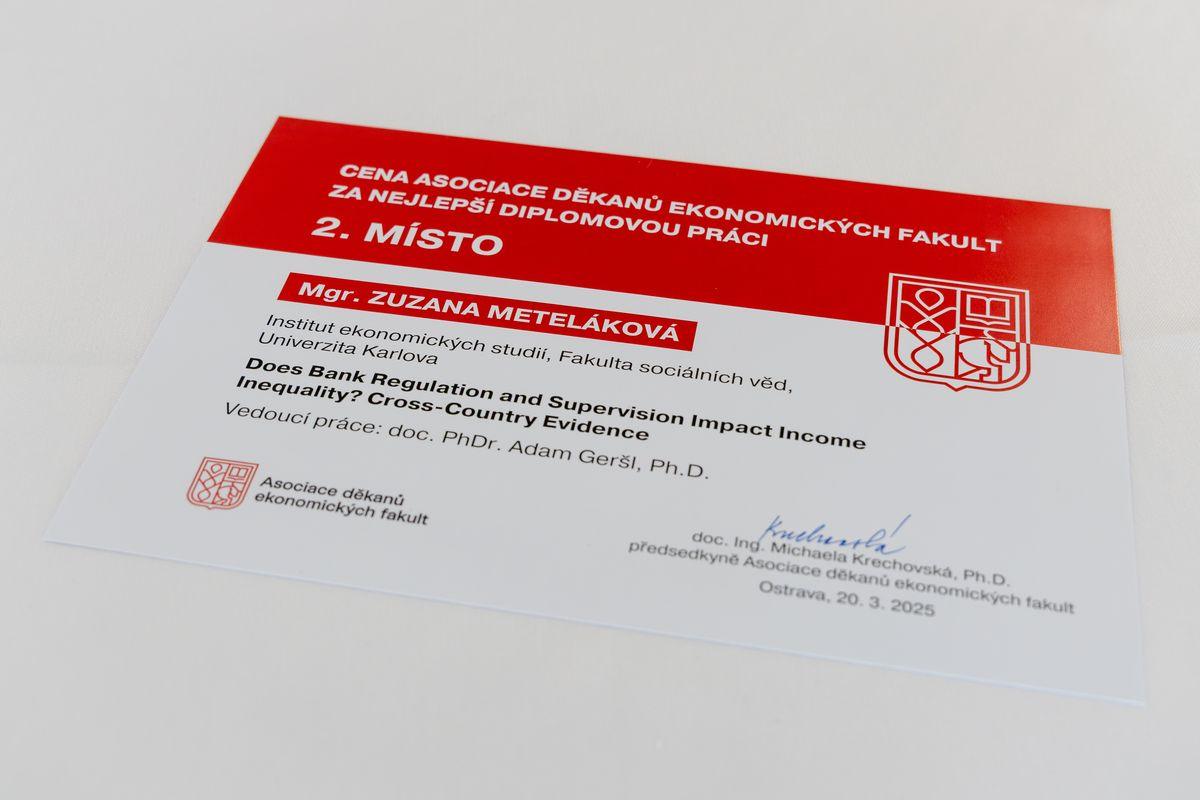 CENA ASOCIACE DĚKANŮ EKONOMICKÝCH FAKULT
ZA NEJLEPŠÍ DIPLOMOVOU PRÁCI
2. MÍSTO
Mgr. ZUZANA METELÁKOVÁ
Institut ekonomických studií, Fakulta sociálních věd,
Univerzita Karlova
Does Bank Regulation and Supervision Impact Income
Inequality? Cross-Country Evidence
Vedoucí práce: doc. PhDr. Adam Geršl, Ph.D.
Asociace děkanů
ekonomických fakult
Krechovská
doc. Ing. Michaela Krechovská, Ph.D.
předsedkyně Asociace děkanů ekonomických fakult
Ostrava, 20. 3. 2025